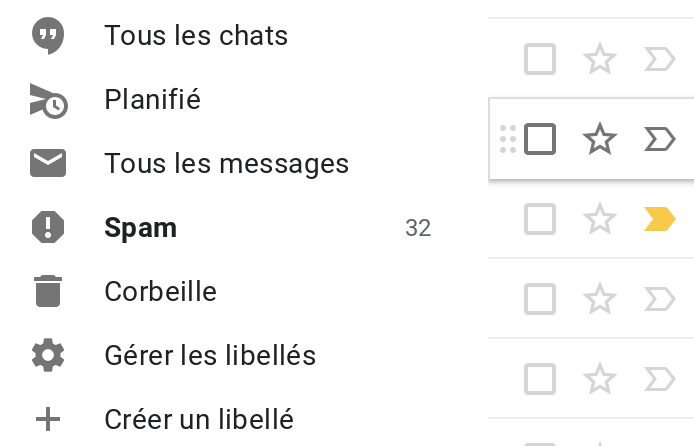 Tous les chats
Planifié
Tous les messages
Spam 32
Corbeille
Gérer les libellés
Créer un libellé